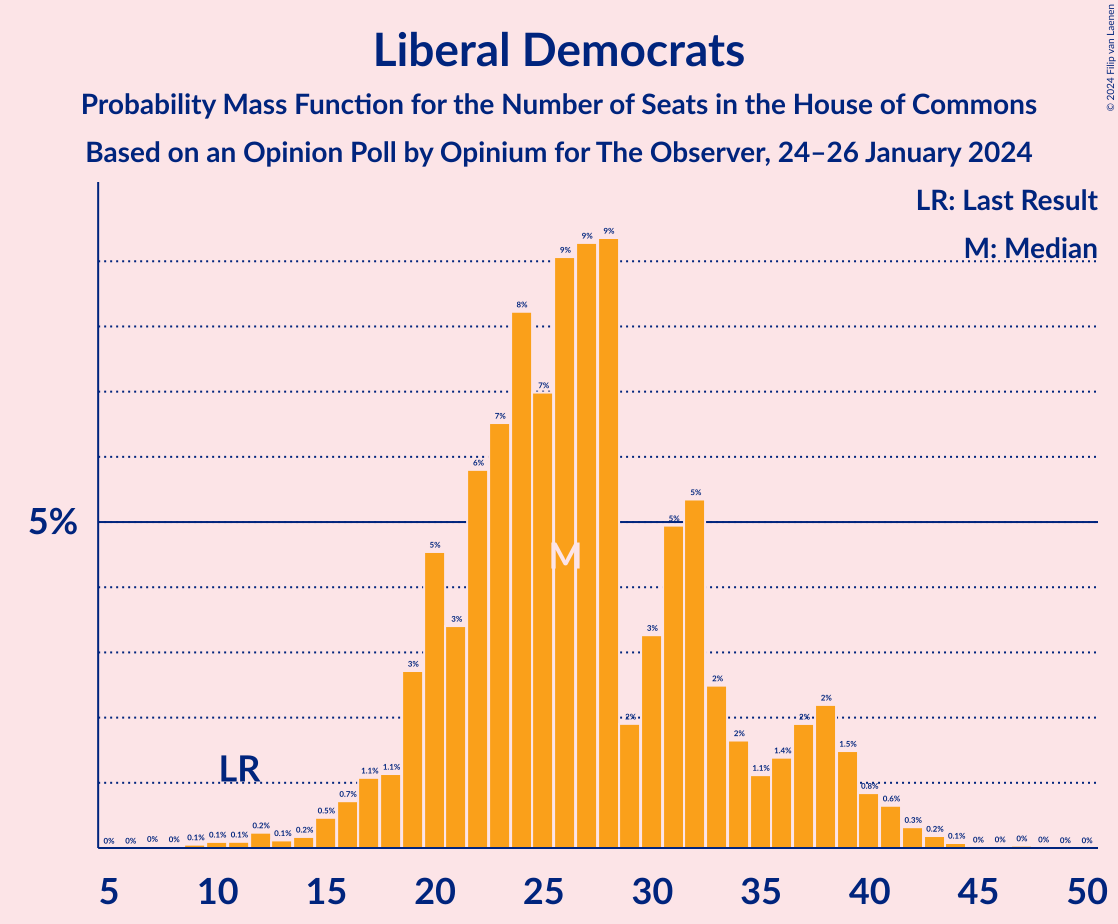 Liberal Democrats
Probability Mass Function for the Number of Seats in the House of Commons
Based on an Opinion Poll by Opinium for The Observer, 24–26 January 2024
© 2024 Filip van Laenen
LR: Last Result
M: Median
5%
LR
M
0% 0% 0% 0% 0.1% 0.1% 0.1% 0.2% 0.1% 0.2% 0.5% 0.7% 1.1% 1.1% 3% 5% 3% 6% 7% 8% 7% 9% 9% 9% 2% 3% 5% 5% 2% 2% 1.1% 1.4% 2% 2% 1.5% 0.8% 0.6% 0.3% 0.2% 0.1% 0% 0% 0% 0% 0% 0%
5 10 15 20 25 30 35 40 45 50